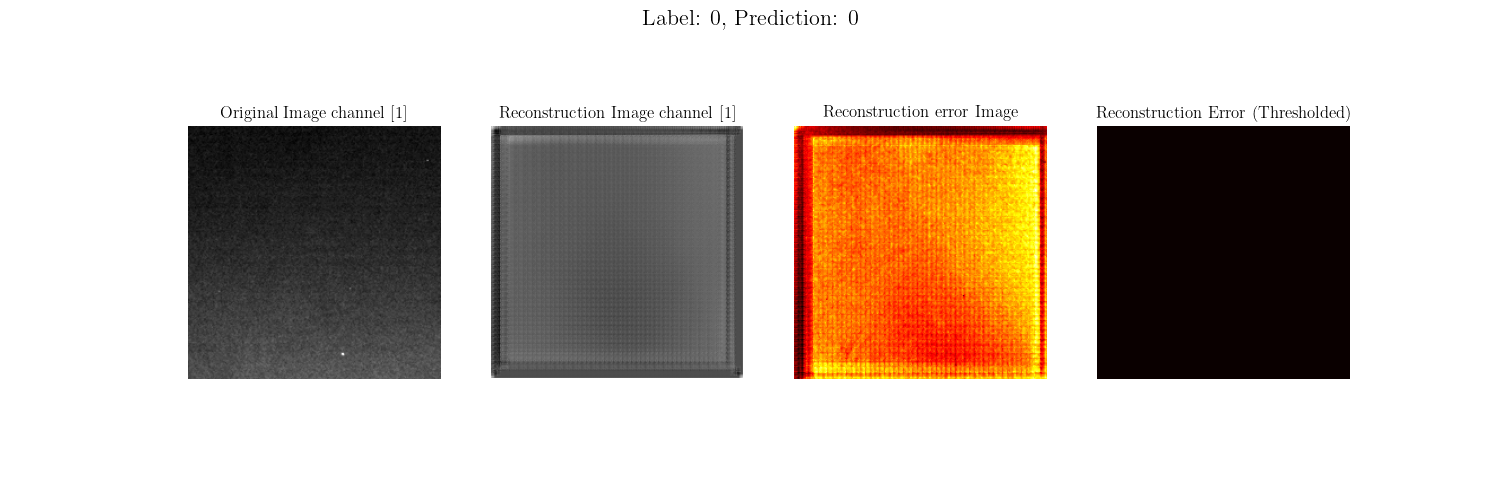 Label: 0, Prediction: 0
Original Image channel [1]
Reconstruction Image channel [1]
Reconstruction error Image
Reconstruction Error (Thresholded)